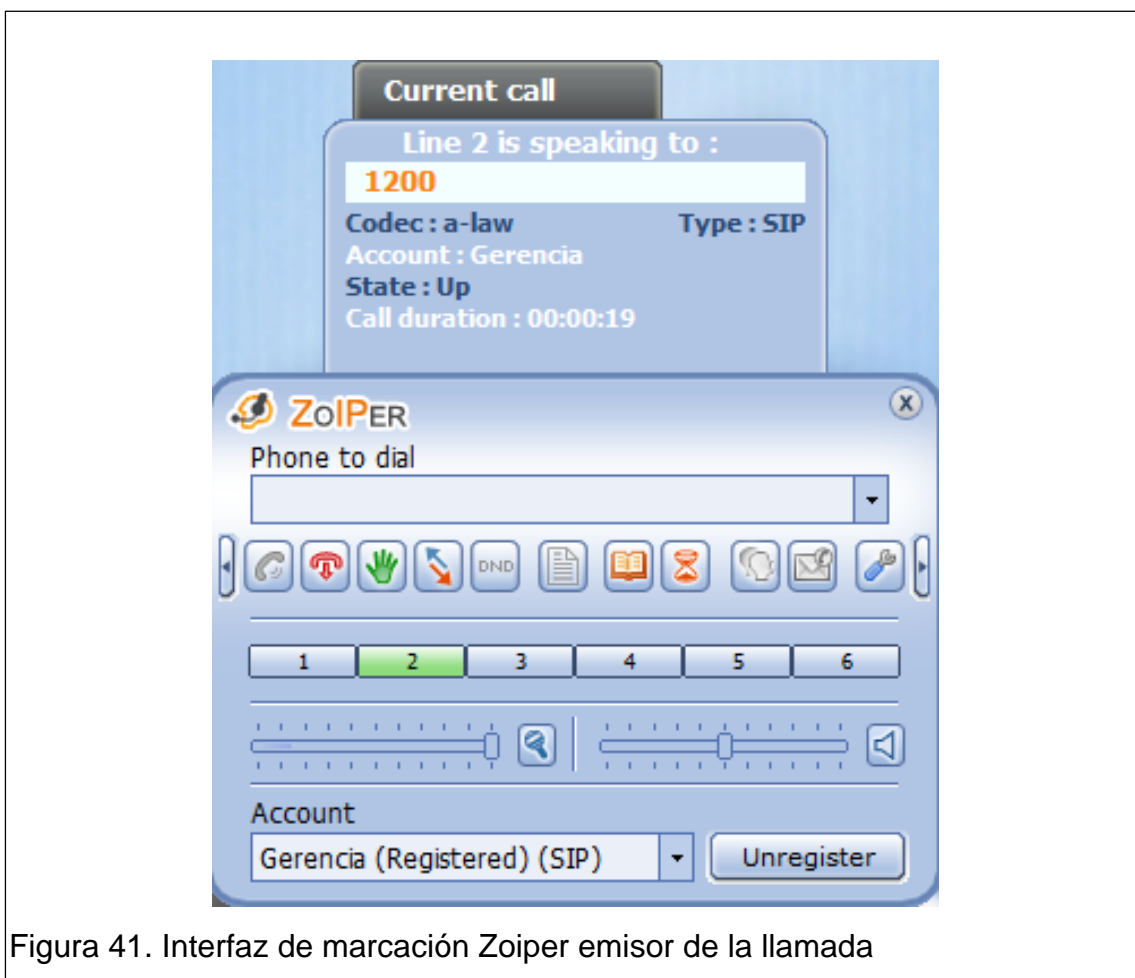 Current call
Line 2 is speaking to :
1200
Codec : a-law Type : SIP
Account : Gerencia
State : Up
Call duration : 00:00:19
ZoIPER
Phone to dial
DND
1 2 3 4 5 6
Account
Gerencia (Registered) (SIP) Unregister
Figura 41. Interfaz de marcación Zoiper emisor de la llamada